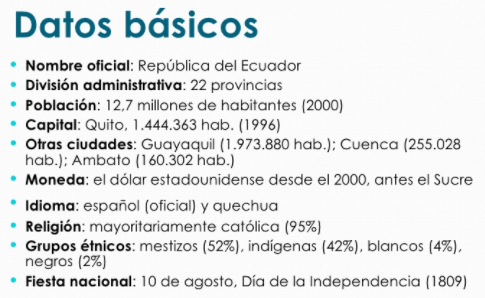 Datos básicos
• Nombre oficial: República del Ecuador
• División administrativa: 22 provincias
• Población: 12,7 millones de habitantes (2000)
• Capital: Quito, 1.444.363 hab. (1996)
• Otras ciudades: Guayaquil (1.973.880 hab.); Cuenca (255.028
hab.); Ambato (160.302 hab.)
• Moneda: el dólar estadounidense desde el 2000, antes el Sucre
• Idioma: español (oficial) y quechua
• Religión: mayoritariamente católica (95%)
• Grupos étnicos: mestizos (52%), indígenas (42%), blancos (4%),
negros (2%)
• Fiesta nacional: 10 de agosto, Día de la Independencia (1809)